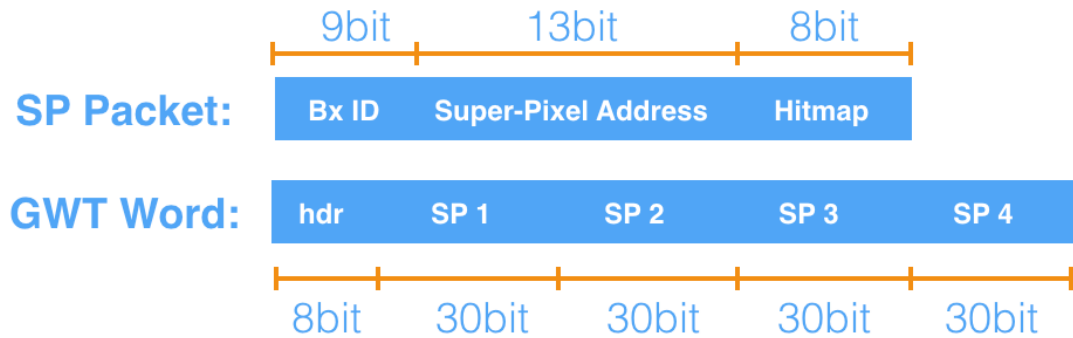 9bit 13bit 8bit
SP Packet: Bx ID Super-Pixel Address Hitmap
GWT Word: hdr SP 1 SP 2 SP 3 SP 4
8bit 30bit 30bit 30bit 30bit